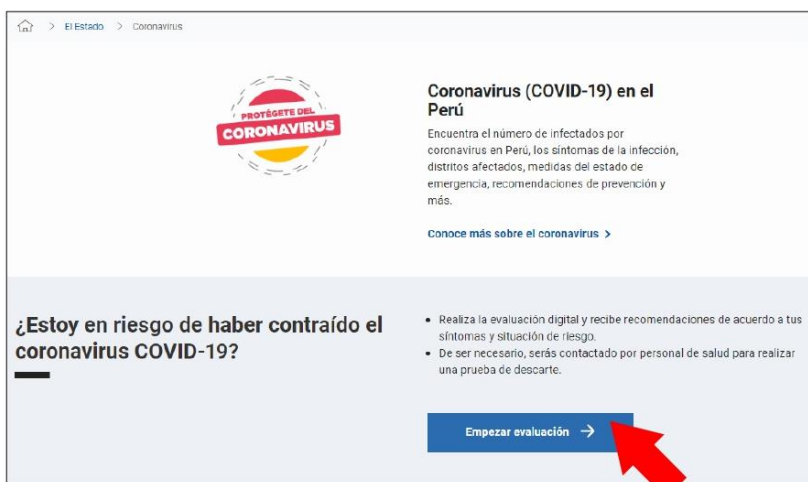 > El Estado > Coronavirus
PROTÉGETE DEL
CORONAVIRUS
Coronavirus (COVID-19) en el
Perú
Encuentra el número de infectados por
coronavirus en Perú, los síntomas de la infección,
distritos afectados, medidas del estado de
emergencia, recomendaciones de prevención y
más.
Conoce más sobre el coronavirus >
¿Estoy en riesgo de haber contraído el
coronavirus COVID-19?
• Realiza la evaluación digital y recibe recomendaciones de acuerdo a tus
síntomas y situación de riesgo.
• De ser necesario, serás contactado por personal de salud para realizar
una prueba de descarte.
Empezar evaluación →